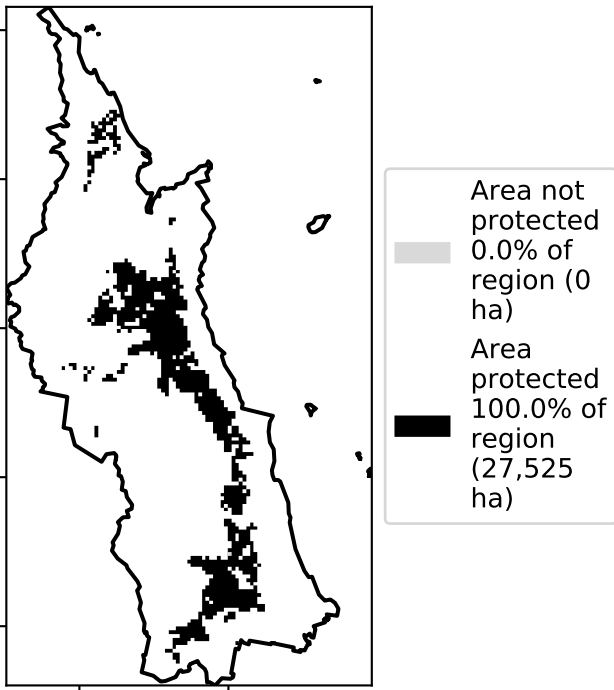 Area not
protected
0.0% of
region (0
ha)
Area
protected
100.0% of
region
(27,525
ha)